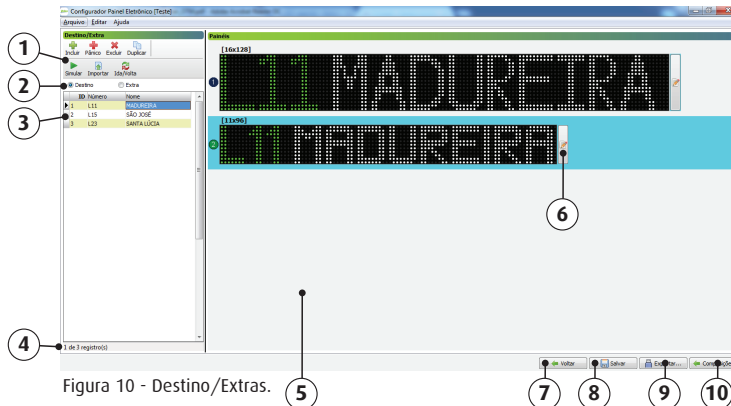 Configurador Painel Eletrônico [Teste]
Arquivo Editar Ajuda
Destino/Extra
Incluir Pânico Excluir Duplicar
Simular Importar Ida/Volta
Destino Extra
ID Número Nome
1 L11 MADUREIRA
2 L15 SÃO JOSÉ
3 L23 SANTA LÚCIA
1 de 3 registro(s)
Painéis
[16x128]
1
L11 MADUREIRA
[11x96]
2
L11 MADUREIRA
Voltar Salvar
1
2
3
4
5
6
7
8
9
10
Figura 10 - Destino/Extras.